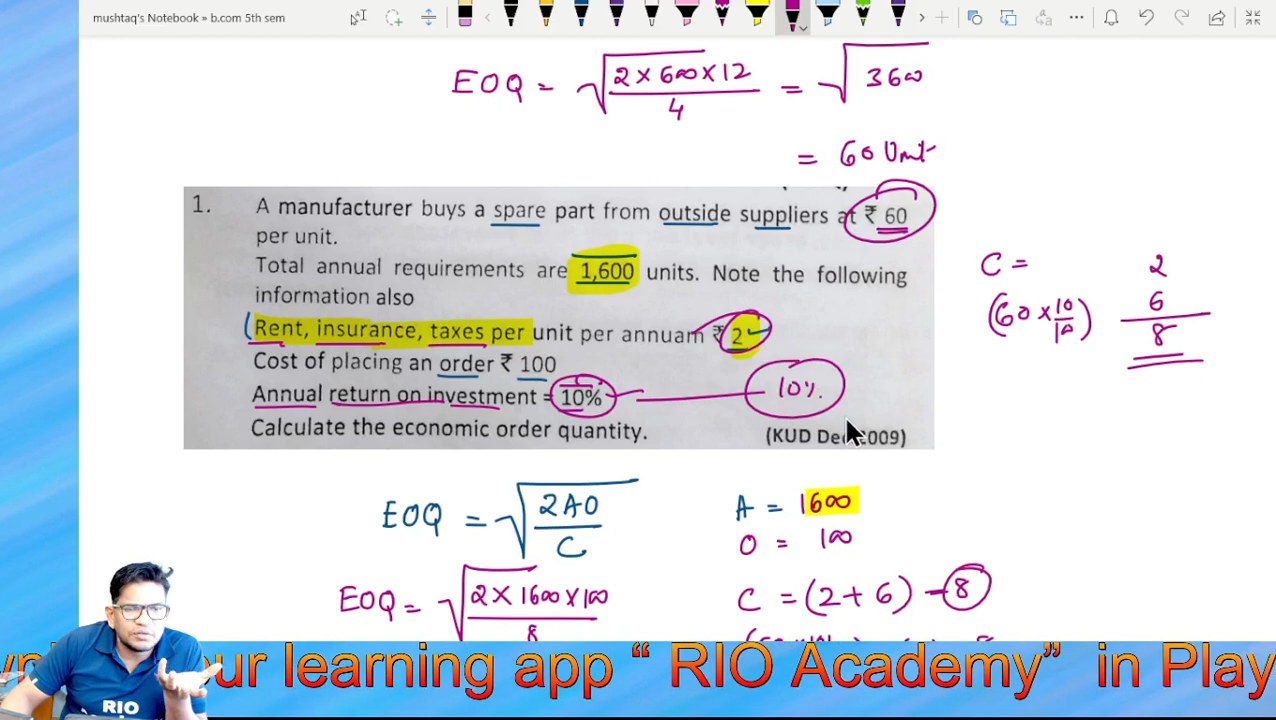 mushtaq's Notebook » b.com 5th sem
EOQ = √(2 × 600 × 12 / 4) = √3600
= 60 Unit
1. A manufacturer buys a spare part from outside suppliers at ₹ 60
per unit.
Total annual requirements are 1,600 units. Note the following
information also
Rent, insurance, taxes per unit per annuam ₹ 2
Cost of placing an order ₹ 100
Annual return on investment = 10% 10%.
Calculate the economic order quantity.
(KUD De 2009)
C = 2
(60 × 10/10) 6
8
EOQ = √(2AO / C)
A = 1600
O = 100
EOQ = √(2 × 1600 × 100 / 8
C = (2 + 6) - 8
our learning app “ RIO Academy” in Play
RIO